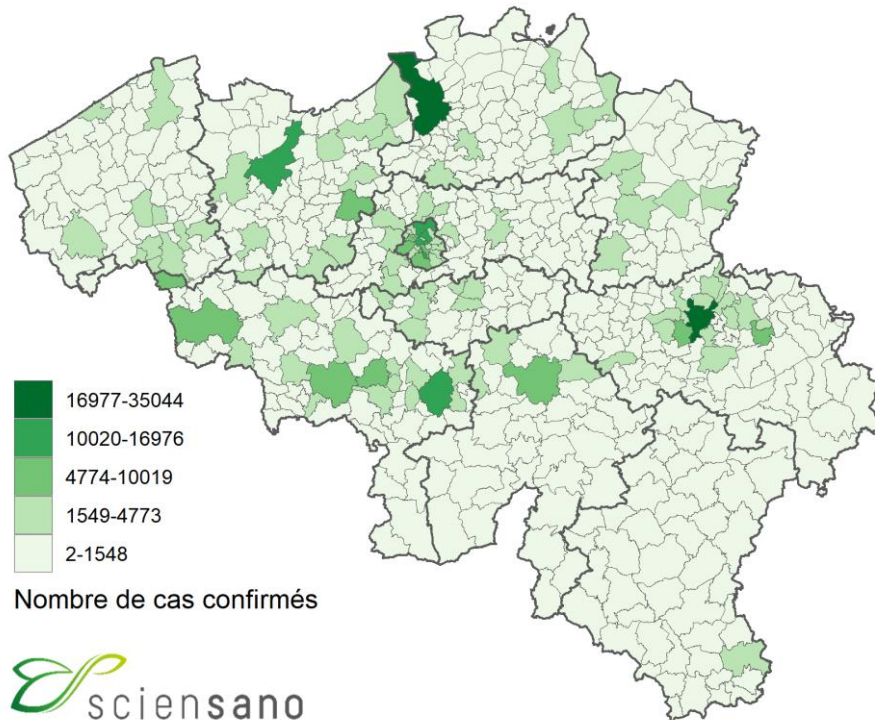 16977-35044
10020-16976
4774-10019
1549-4773
2-1548
Nombre de cas confirmés
sciensano